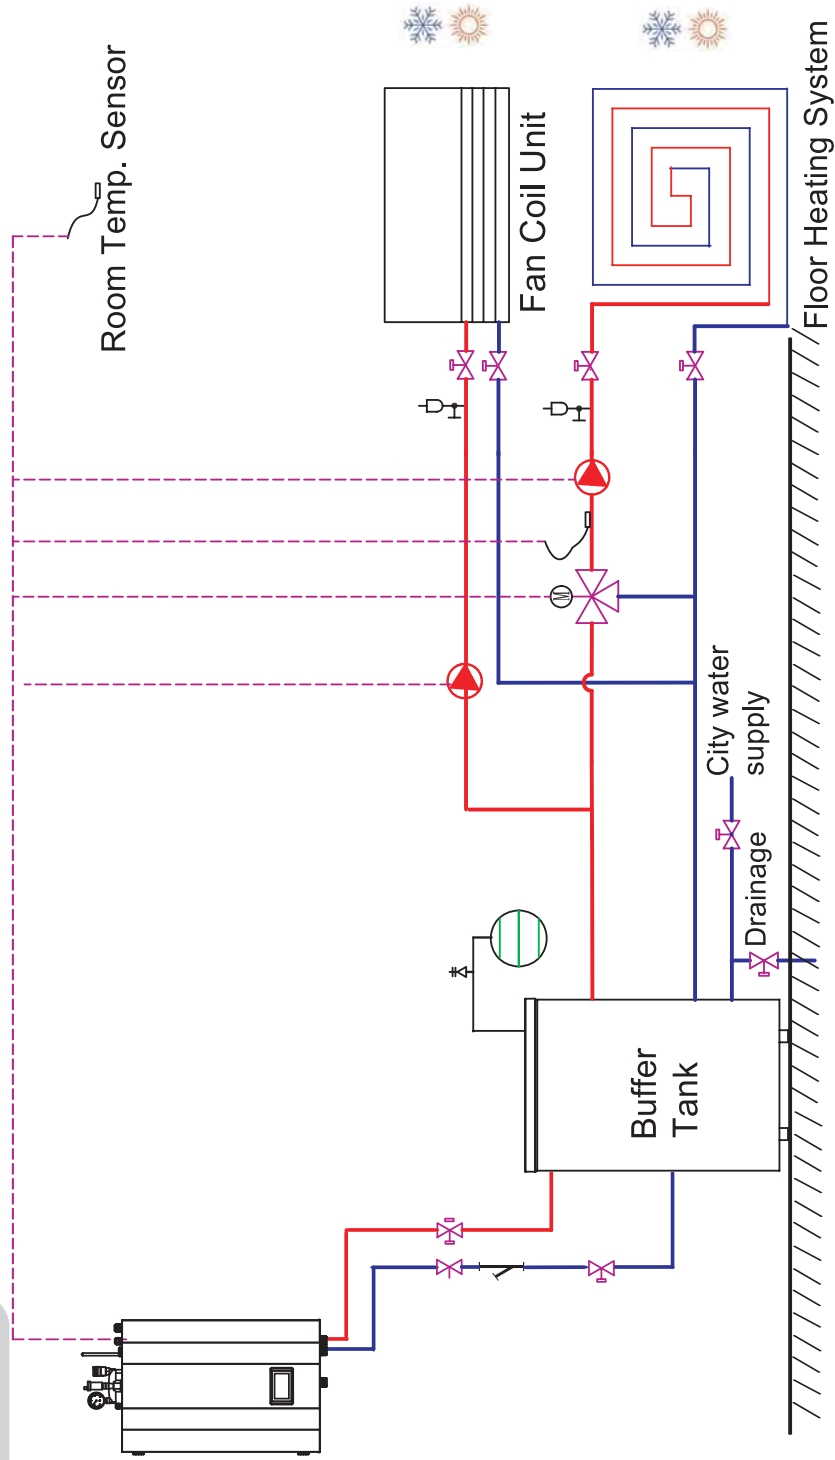 Room Temp. Sensor
Fan Coil Unit
Floor Heating System
City water
supply
Drainage
Buffer
Tank
M